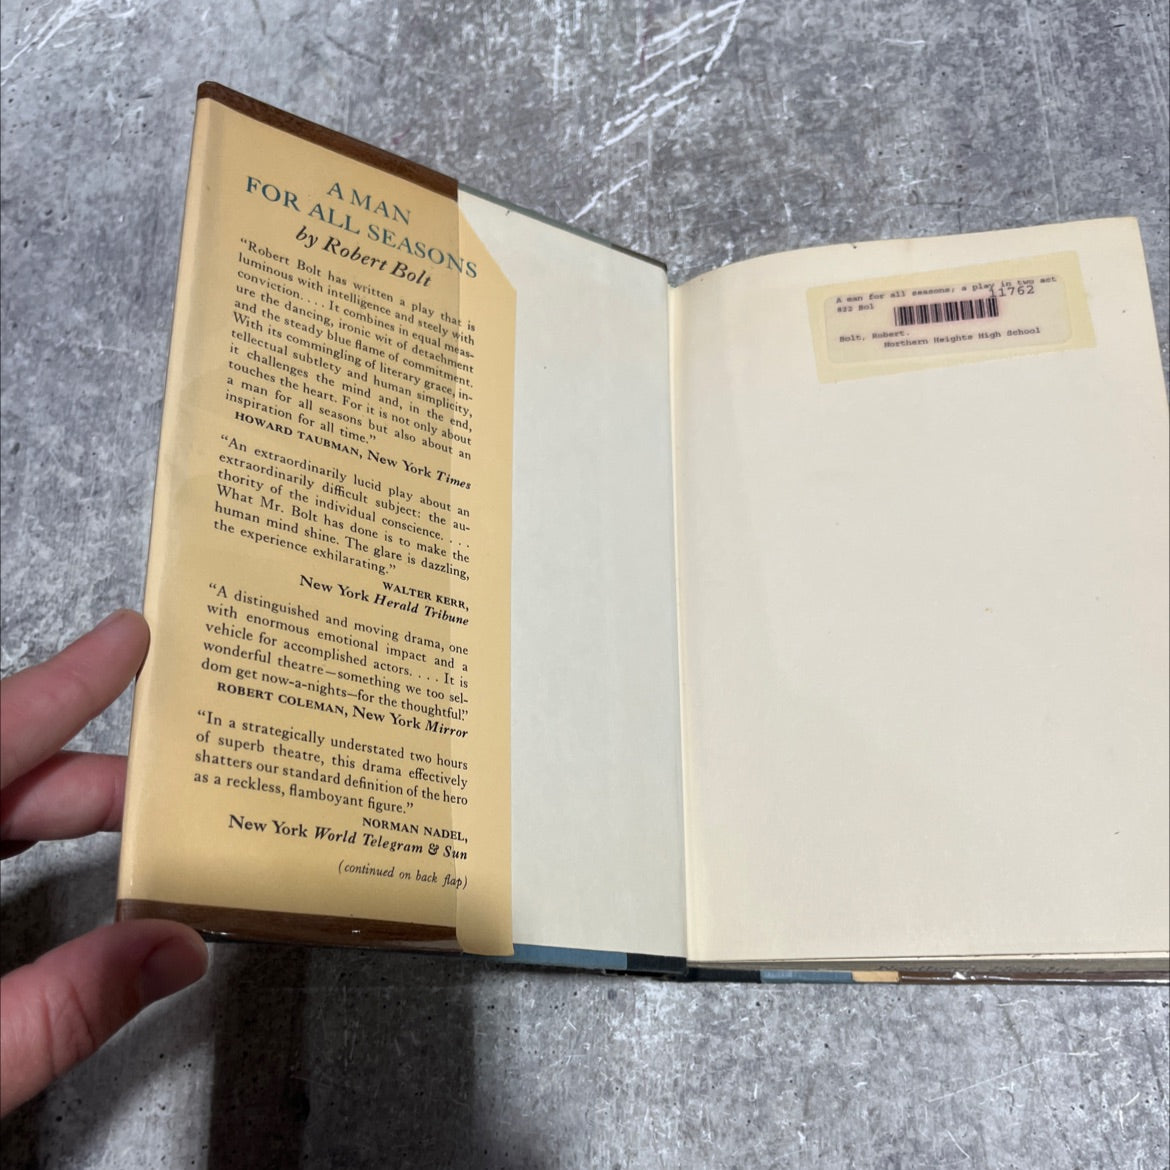 A MAN
FOR ALL SEASONS
by Robert Bolt
“Robert Bolt has written a play that is
luminous with intelligence and steely with
conviction. . . . It combines in equal meas-
ure the dancing, ironic wit of detachment
and the steady blue flame of commitment.
With its commingling of literary grace, in-
tellectual subtlety and human simplicity,
it challenges the mind and, in the end,
touches the heart. For it is not only about
a man for all seasons but also about an
inspiration for all time.”
HOWARD TAUBMAN, New York Times
“An extraordinarily lucid play about an
extraordinarily difficult subject: the au-
thority of the individual conscience. . . .
What Mr. Bolt has done is to make the
human mind shine. The glare is dazzling,
the experience exhilarating.”
WALTER KERR,
New York Herald Tribune
“A distinguished and moving drama, one
with enormous emotional impact and a
vehicle for accomplished actors. . . . It is
wonderful theatre—something we too sel-
dom get now-a-nights—for the thoughtful.”
ROBERT COLEMAN, New York Mirror
“In a strategically understated two hours
of superb theatre, this drama effectively
shatters our standard definition of the hero
as a reckless, flamboyant figure.”
NORMAN NADEL,
New York World Telegram & Sun
(continued on back flap)
A man for all seasons; a play in two act
822 Bol 11762
Bolt, Robert.
Northern Heights High School